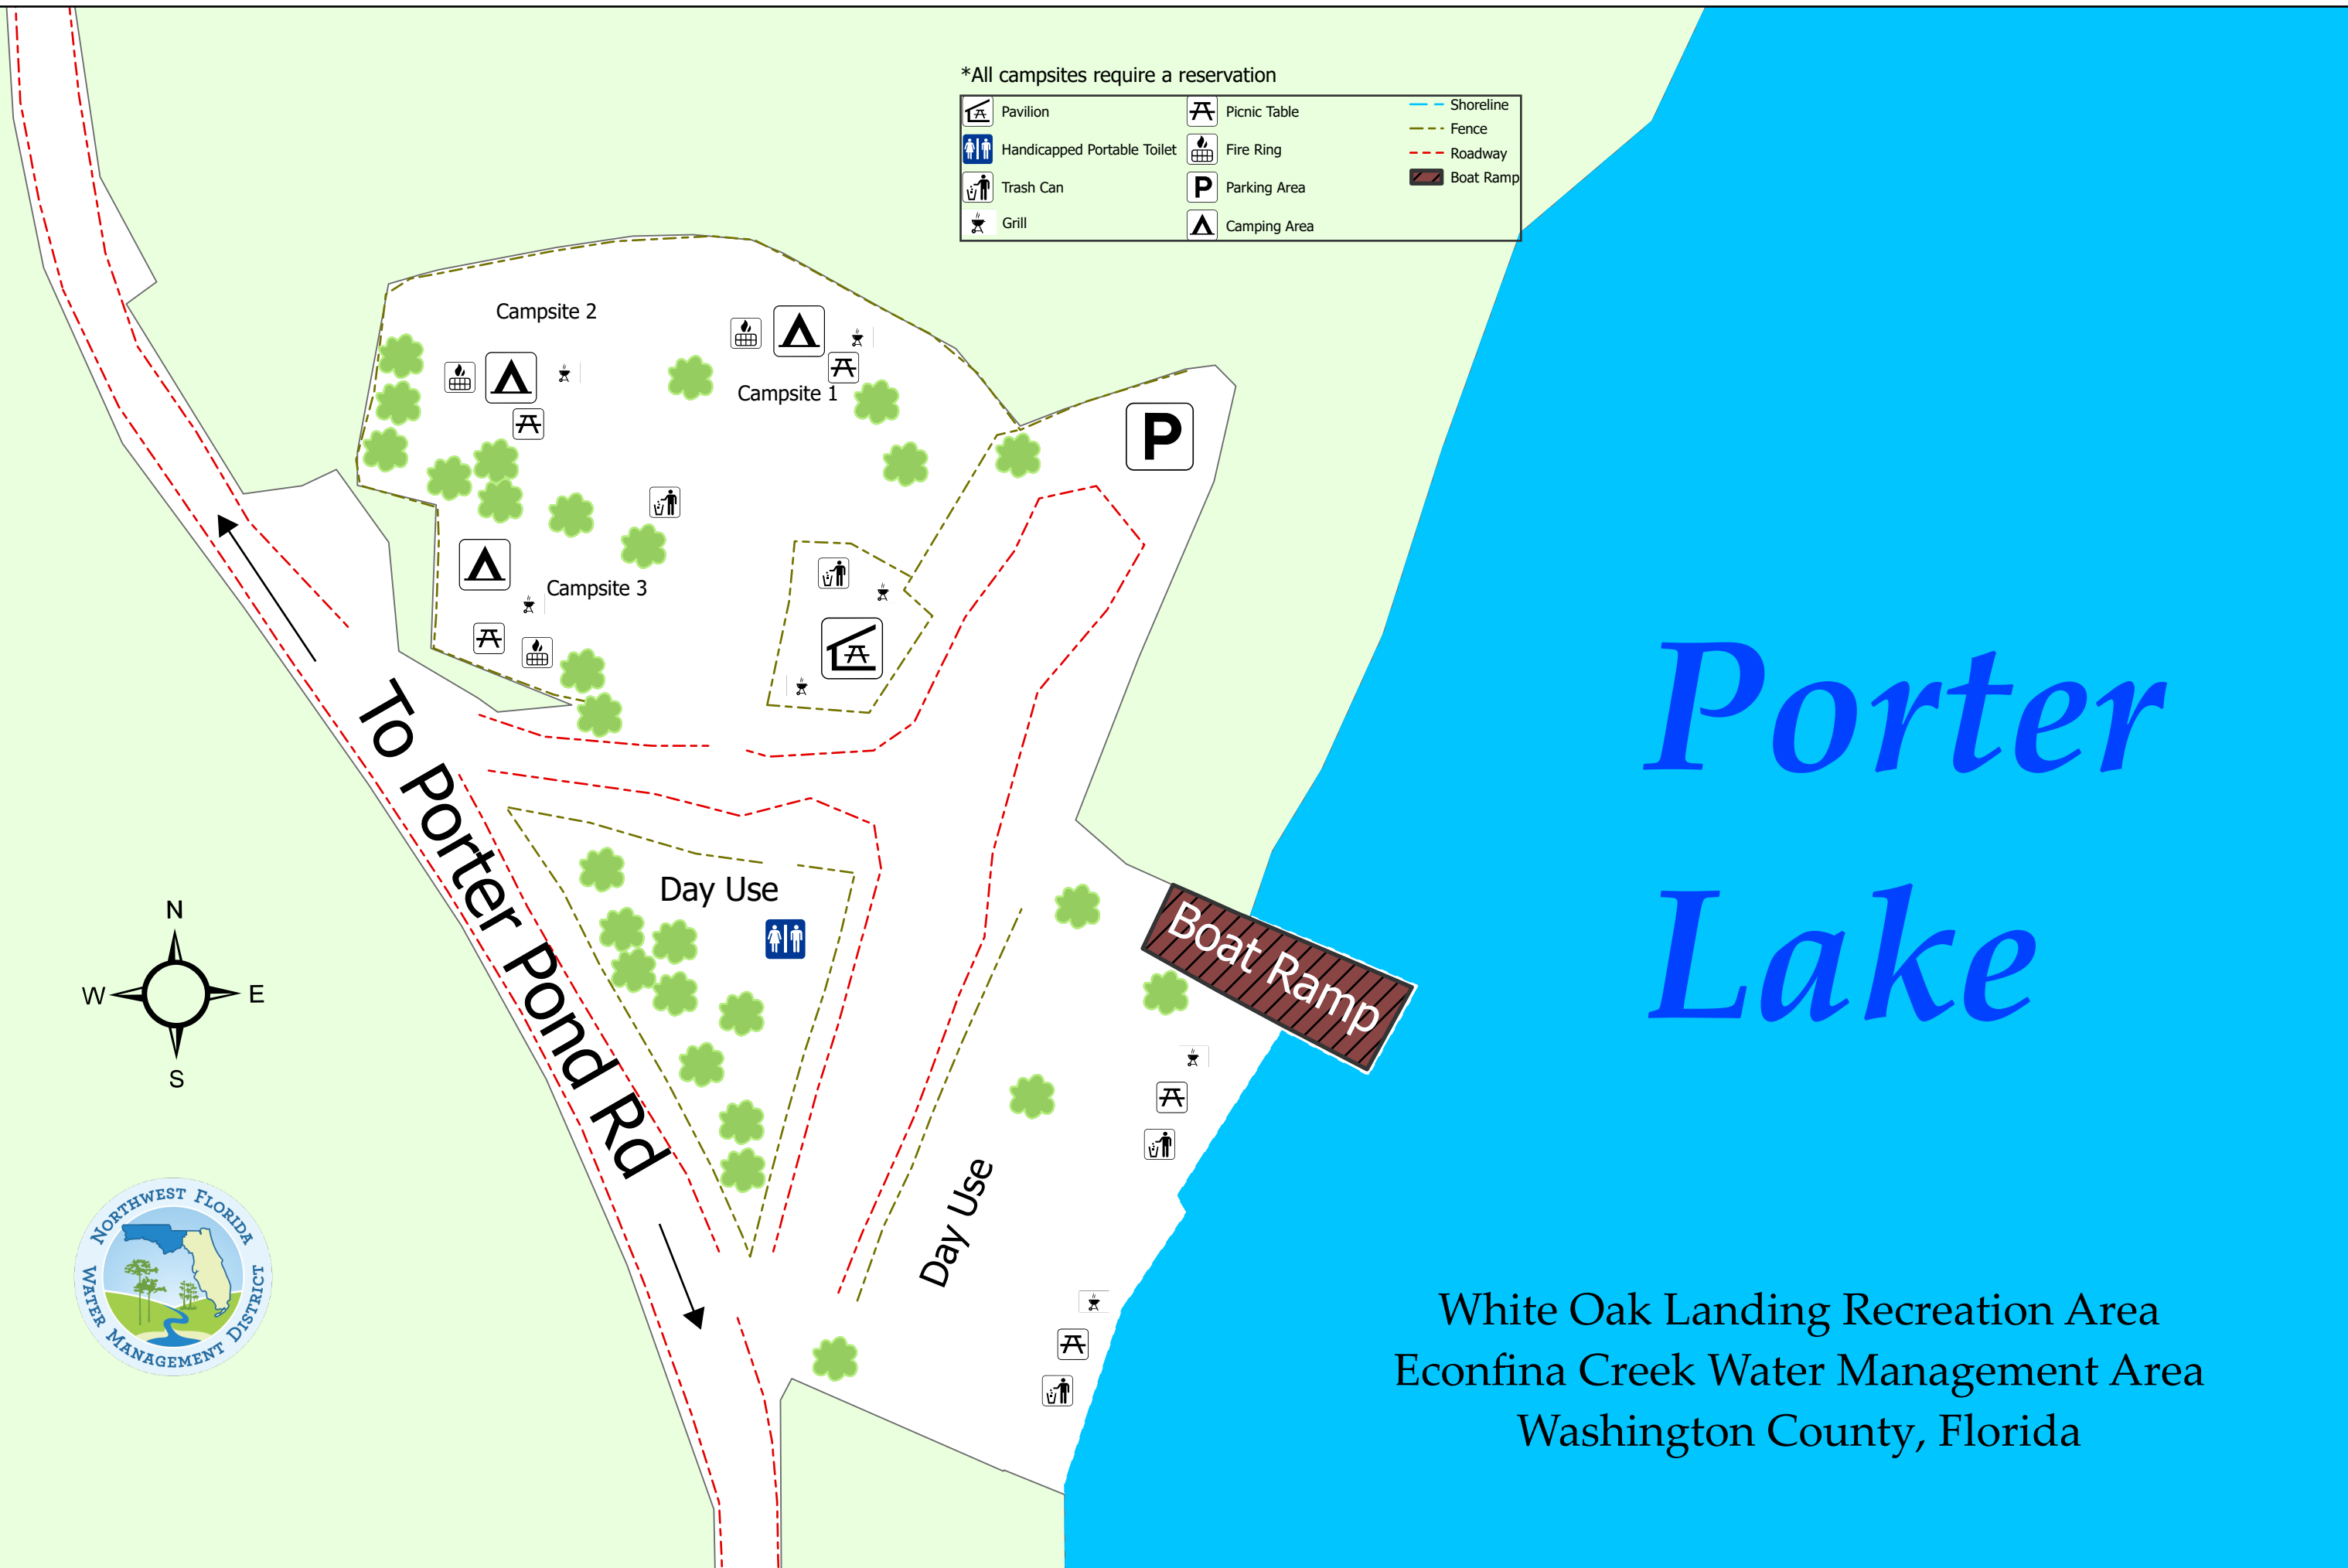 *All campsites require a reservation
Pavilion
Handicapped Portable Toilet
Trash Can
Grill
Picnic Table
Fire Ring
P
Parking Area
Camping Area
Shoreline
Fence
Roadway
Boat Ramp
Campsite 2
Campsite 1
P
Campsite 3
To Porter Pond Rd
Porter
Lake
Day Use
Boat Ramp
N
W
E
S
Day Use
NORTHWEST FLORIDA
WATER MANAGEMENT DISTRICT
White Oak Landing Recreation Area
Econfina Creek Water Management Area
Washington County, Florida